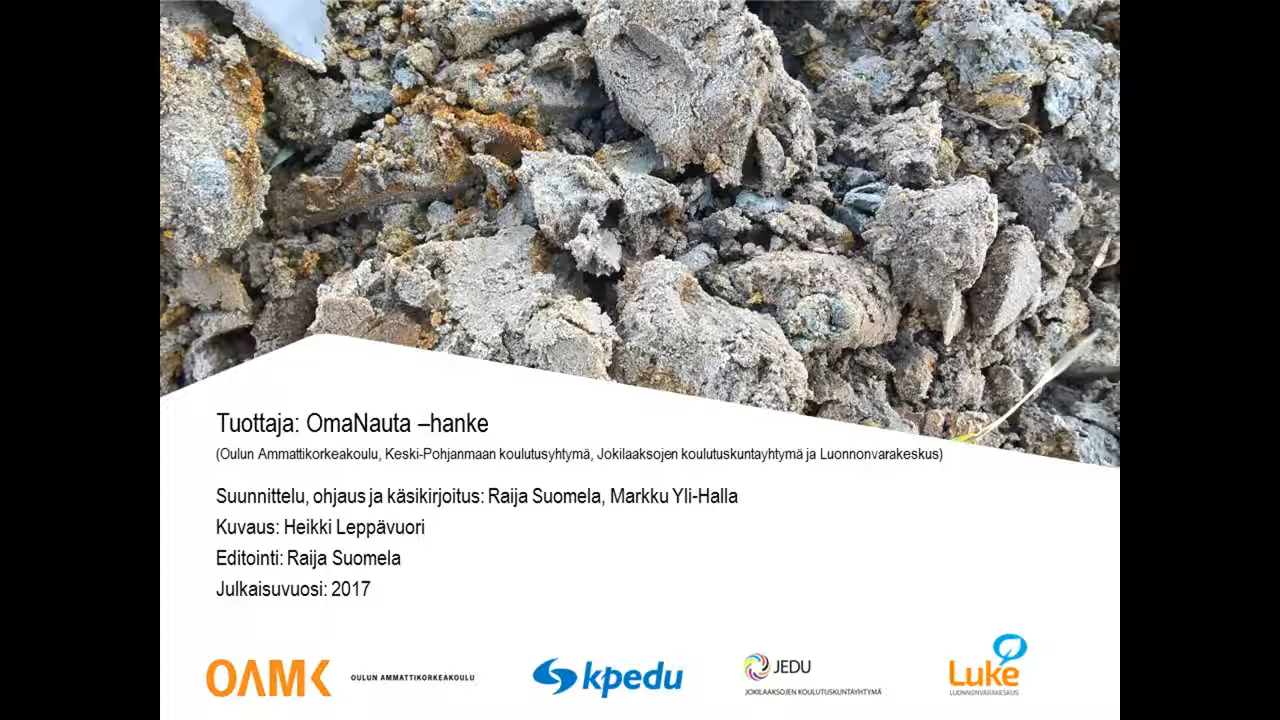 Tuottaja: OmaNauta –hanke
(Oulun Ammattikorkeakoulu, Keski-Pohjanmaan koulutusyhtymä, Jokilaaksojen koulutuskuntayhtymä ja Luonnonvarakeskus)
Suunnittelu, ohjaus ja käsikirjoitus: Raija Suomela, Markku Yli-Halla
Kuvaus: Heikki Leppävuori
Editointi: Raija Suomela
Julkaisuvuosi: 2017
OAMK OULUN AMMATTIKORKEAKOULU kpedu JEDU Luke
JOKILAAKSOJEN KOULUTUSKUNTAYHTYMÄ LUONNONVARAKESKUS